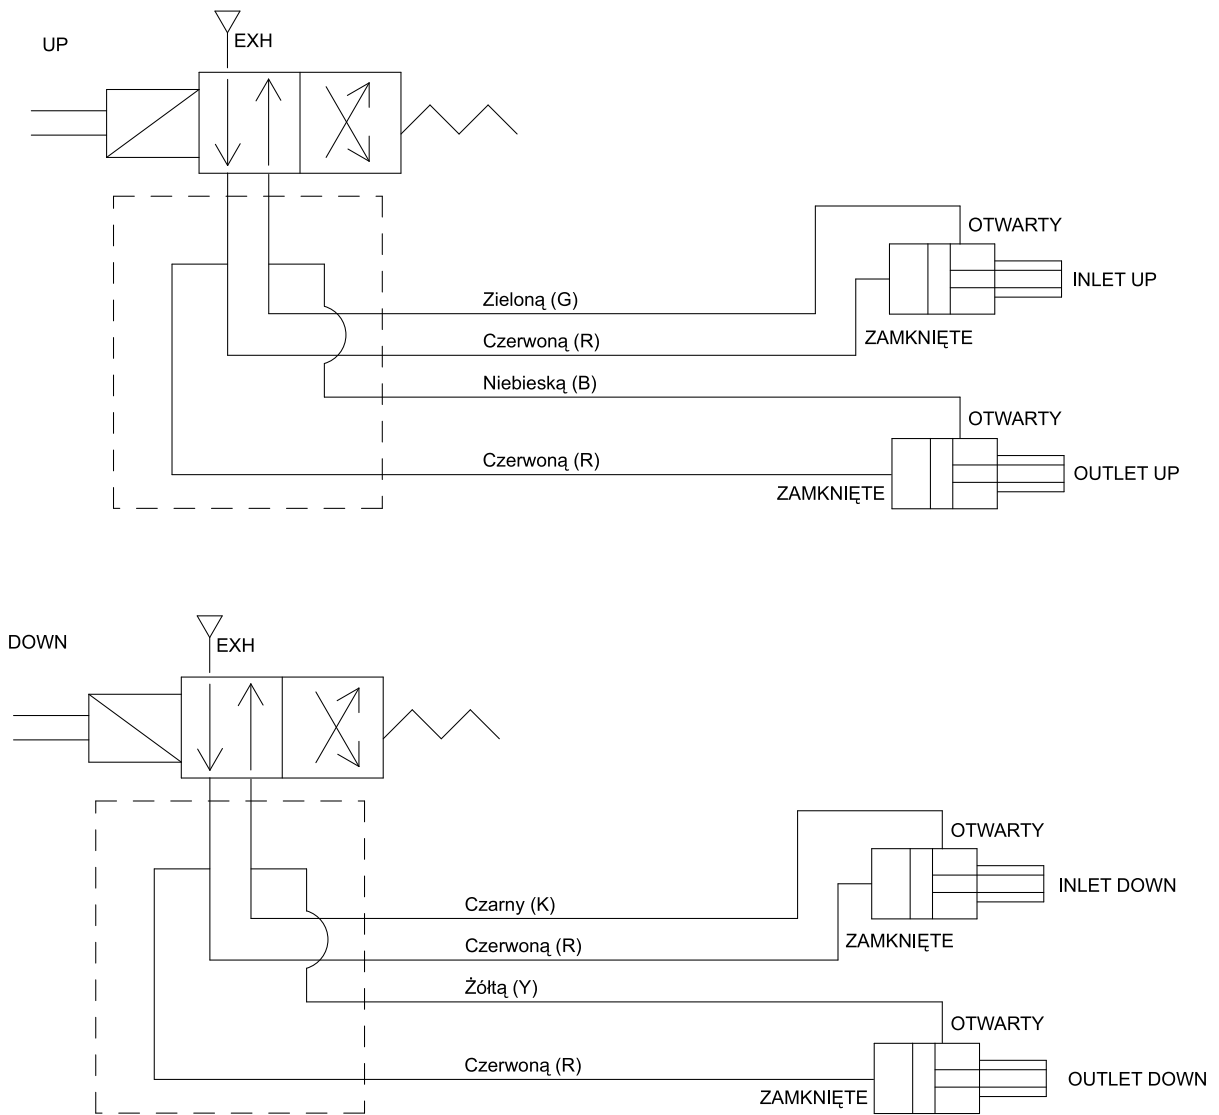 UP
EXH
OTWARTY
INLET UP
Zieloną (G)
Czerwoną (R)
ZAMKNIĘTE
Niebieską (B)
OTWARTY
Czerwoną (R)
OUTLET UP
ZAMKNIĘTE
DOWN
EXH
OTWARTY
INLET DOWN
Czarny (K)
Czerwoną (R)
ZAMKNIĘTE
Żółtą (Y)
OTWARTY
Czerwoną (R)
OUTLET DOWN
ZAMKNIĘTE